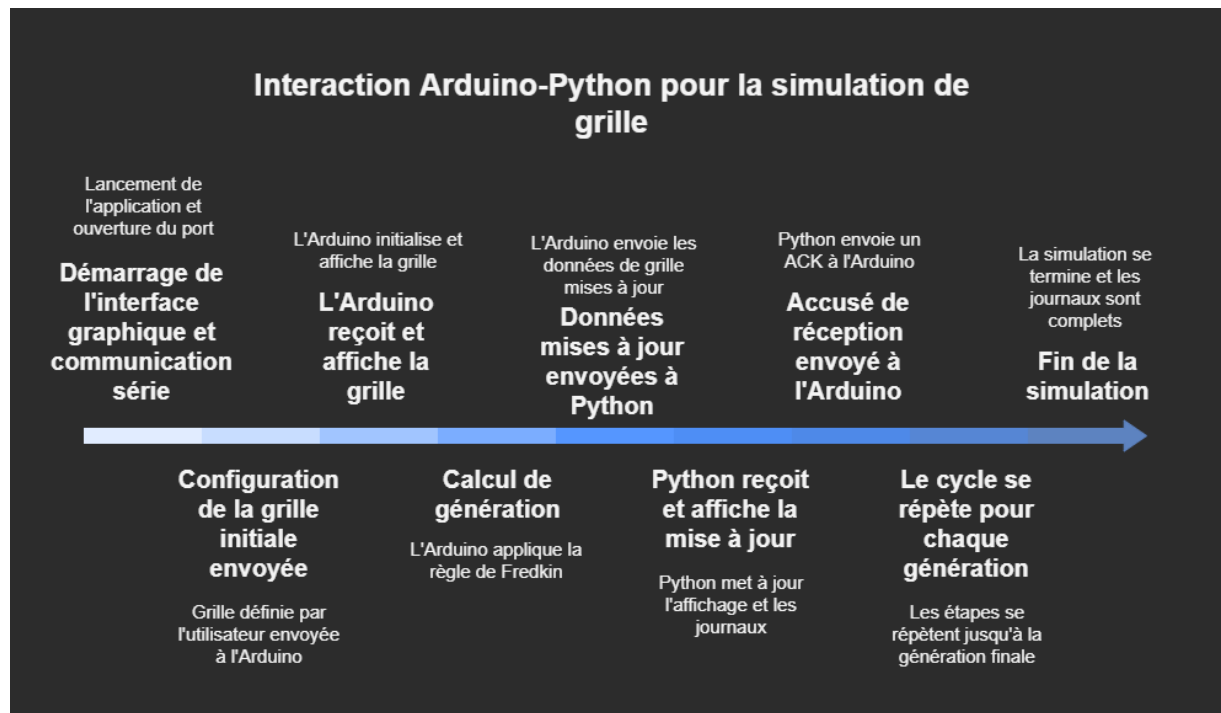 Interaction Arduino-Python pour la simulation de
grille
Lancement de
l'application et
ouverture du port
Démarrage de
l'interface
graphique et
communication
série
L'Arduino initialise et
affiche la grille
L'Arduino
reçoit et
affiche la
grille
L'Arduino envoie les
données de grille
mises à jour
Données
mises à jour
envoyées à
Python
Python envoie un
ACK à l'Arduino
Accusé de
réception
envoyé à
l'Arduino
La simulation se
termine et les
journaux sont
complets
Fin de la
simulation
Configuration
de la grille
initiale
envoyée
Grille définie par
l'utilisateur envoyée
à l'Arduino
Calcul de
génération
L'Arduino applique la
règle de Fredkin
Python reçoit
et affiche la
mise à jour
Python met à jour
l'affichage et les
journaux
Le cycle se
répète pour
chaque
génération
Les étapes se
répètent jusqu'à la
génération finale